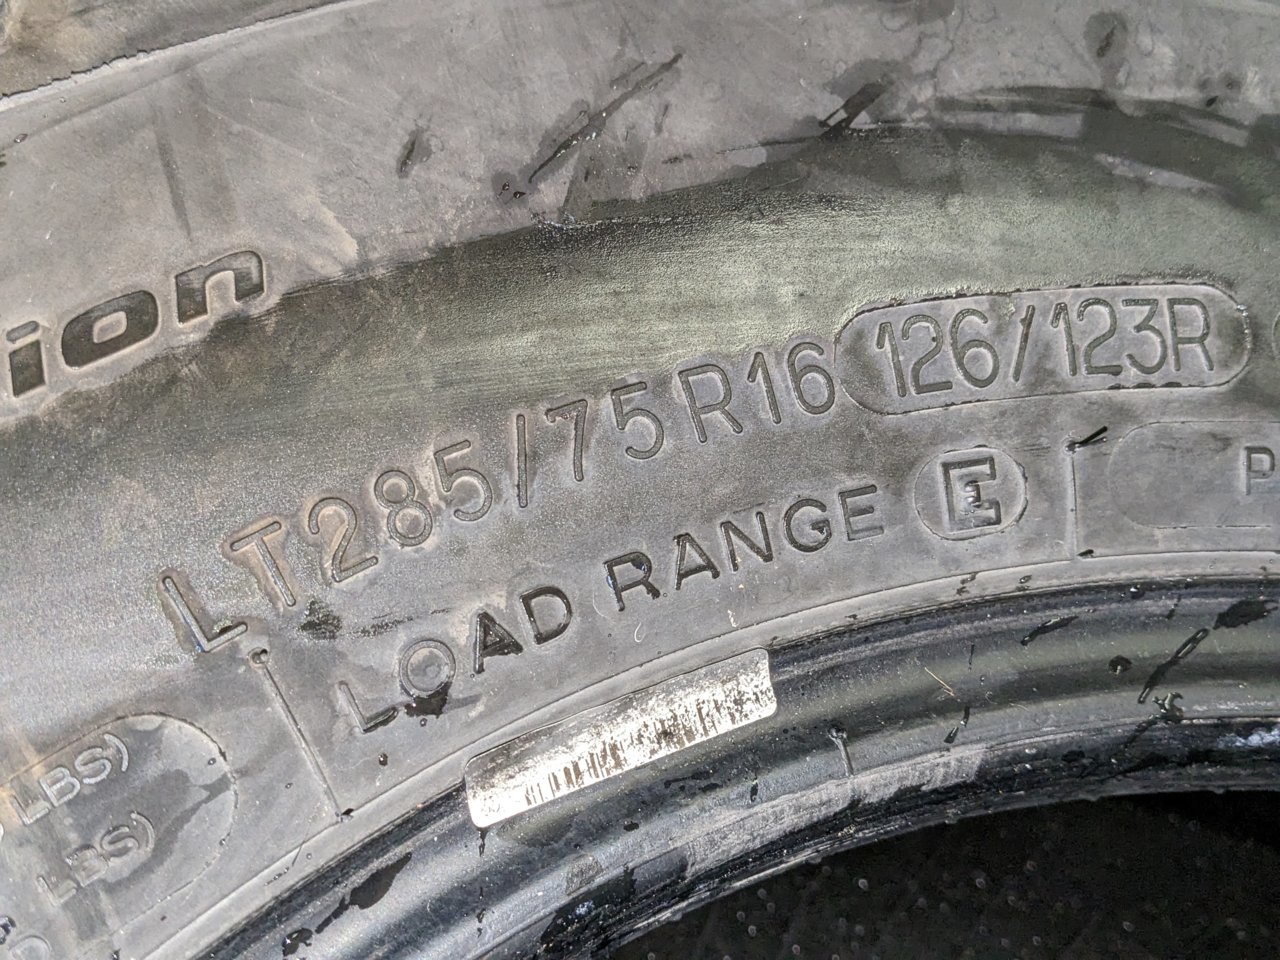 ion
LT285/75R16 126/123R
LOAD RANGE E
P
LBS)
LBS)